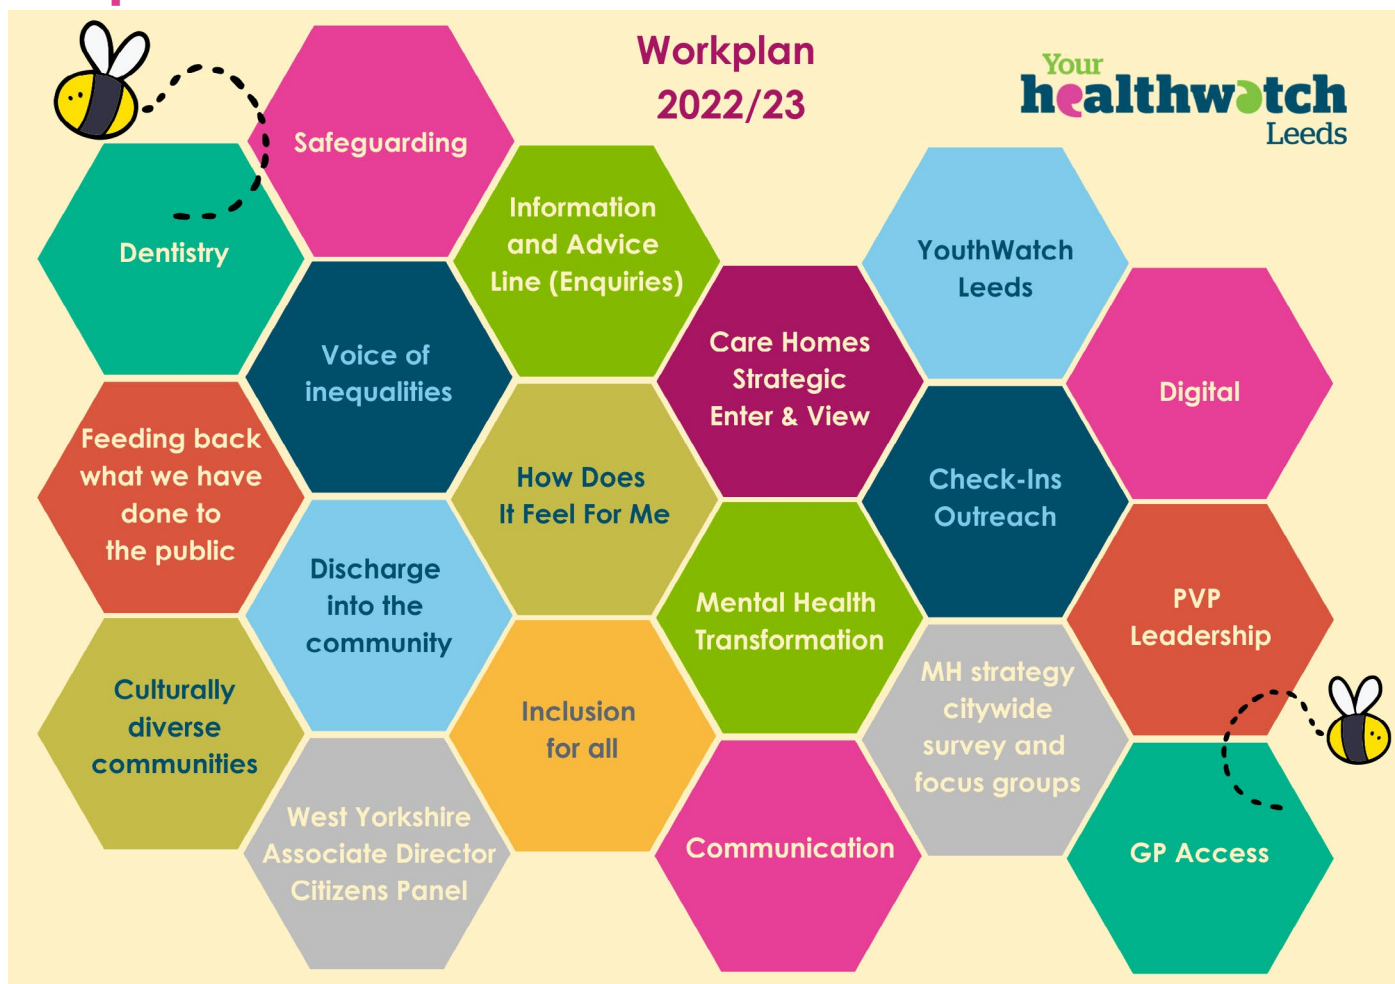 Workplan
2022/23
Your
healthwatch
Leeds
Safeguarding
Dentistry
Information
and Advice
Line (Enquiries)
YouthWatch
Leeds
Voice of
inequalities
Care Homes
Strategic
Enter & View
Digital
Feeding back
what we have
done to
the public
How Does
It Feel For Me
Check-Ins
Outreach
Discharge
into the
community
Mental Health
Transformation
PVP
Leadership
Culturally
diverse
communities
Inclusion
for all
MH strategy
citywide
survey and
focus groups
West Yorkshire
Associate Director
Citizens Panel
Communication
GP Access